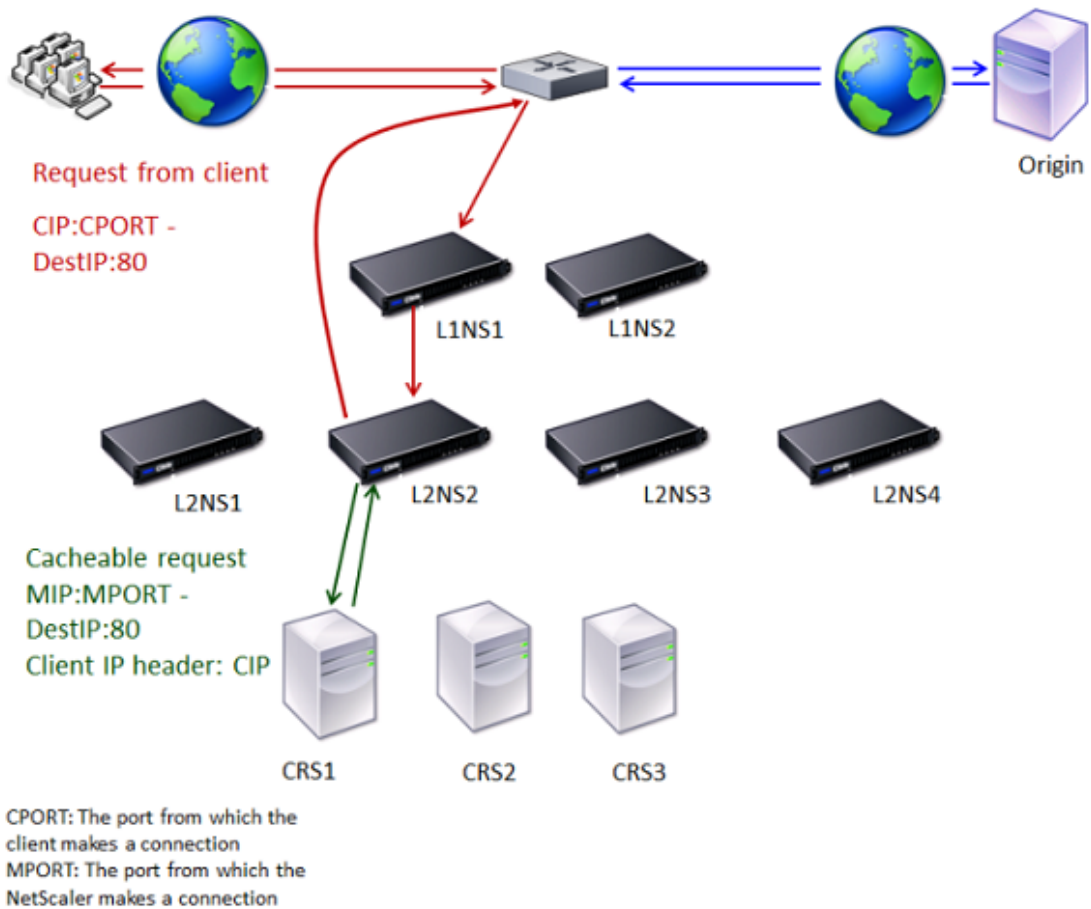 Origin
Request from client
CIP:CPORT -
DestIP:80
L1NS1
L1NS2
L2NS1
L2NS2
L2NS3
L2NS4
Cacheable request
MIP:MPORT -
DestIP:80
Client IP header: CIP
CRS1
CRS2
CRS3
CPORT: The port from which the
client makes a connection
MPORT: The port from which the
NetScaler makes a connection